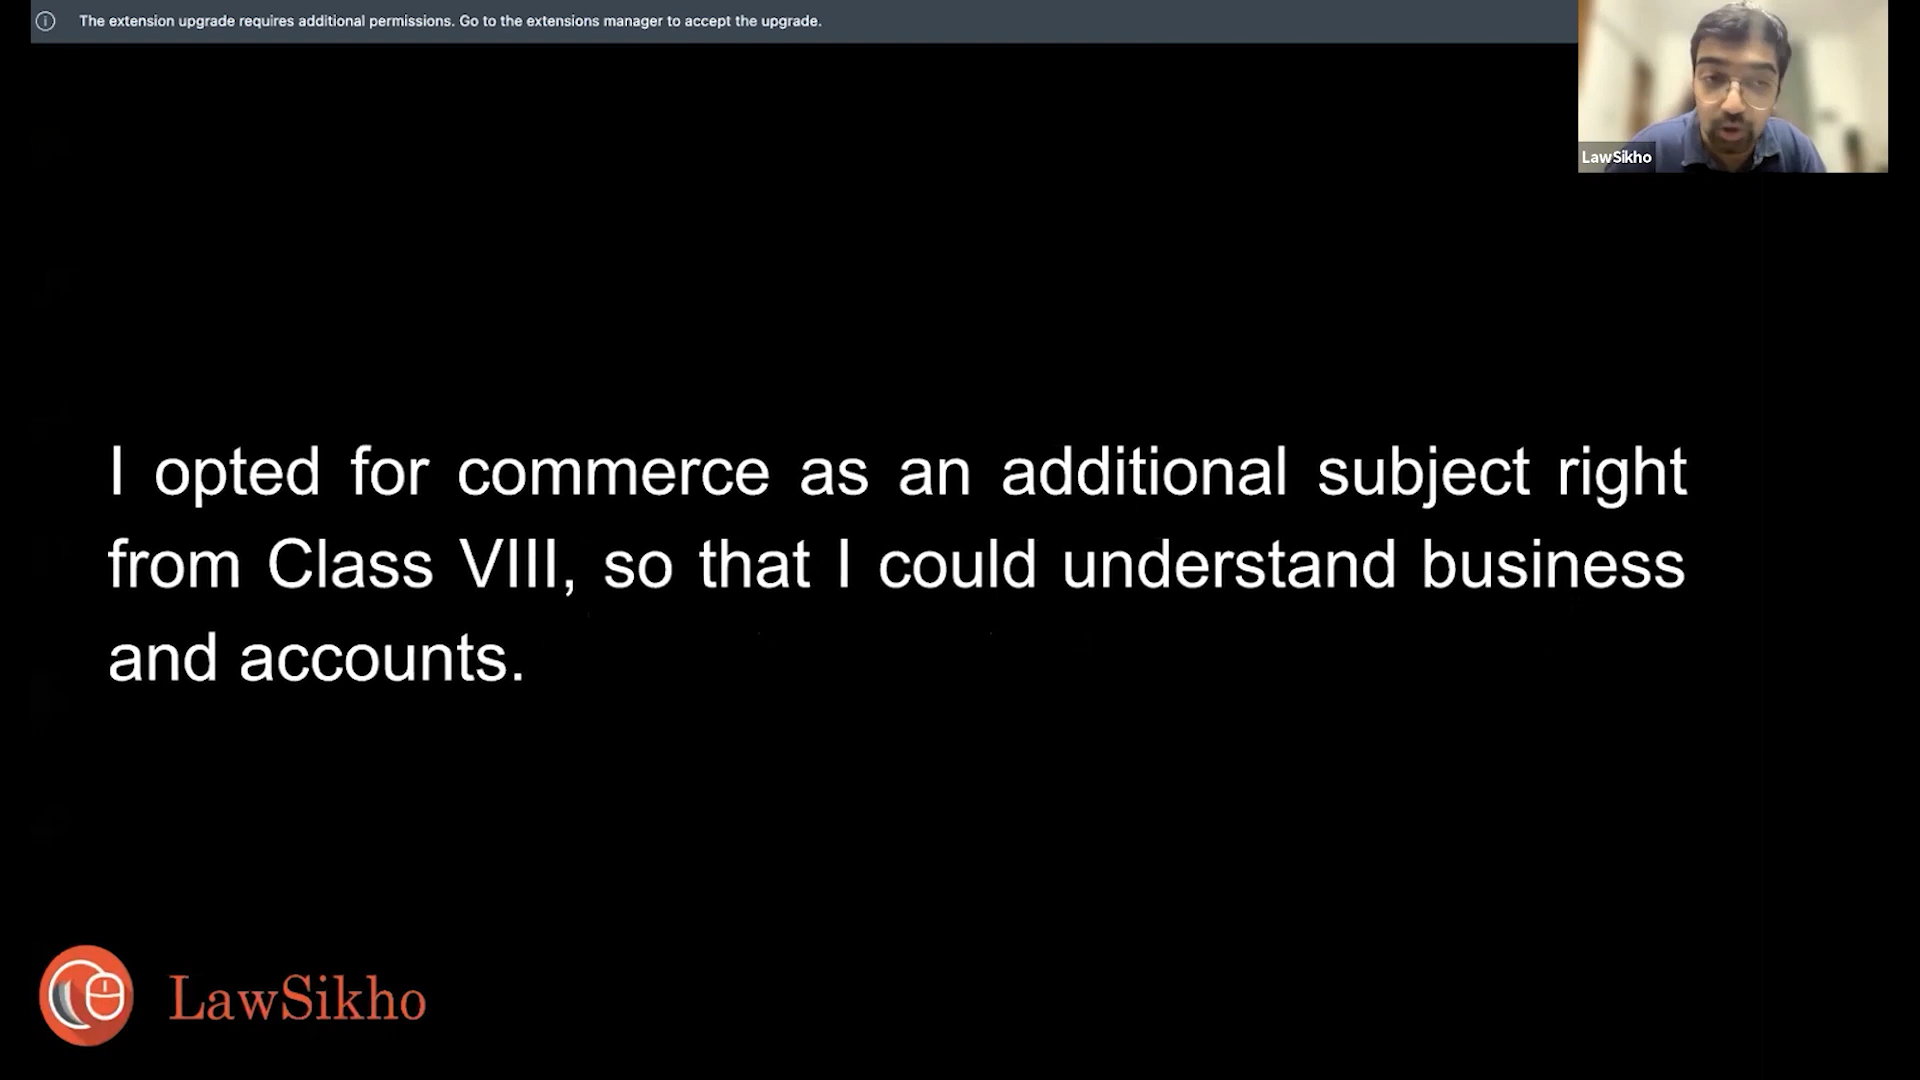 The extension upgrade requires additional permissions. Go to the extensions manager to accept the upgrade.
LawSikho
I opted for commerce as an additional subject right
from Class VIII, so that I could understand business
and accounts.
LawSikho